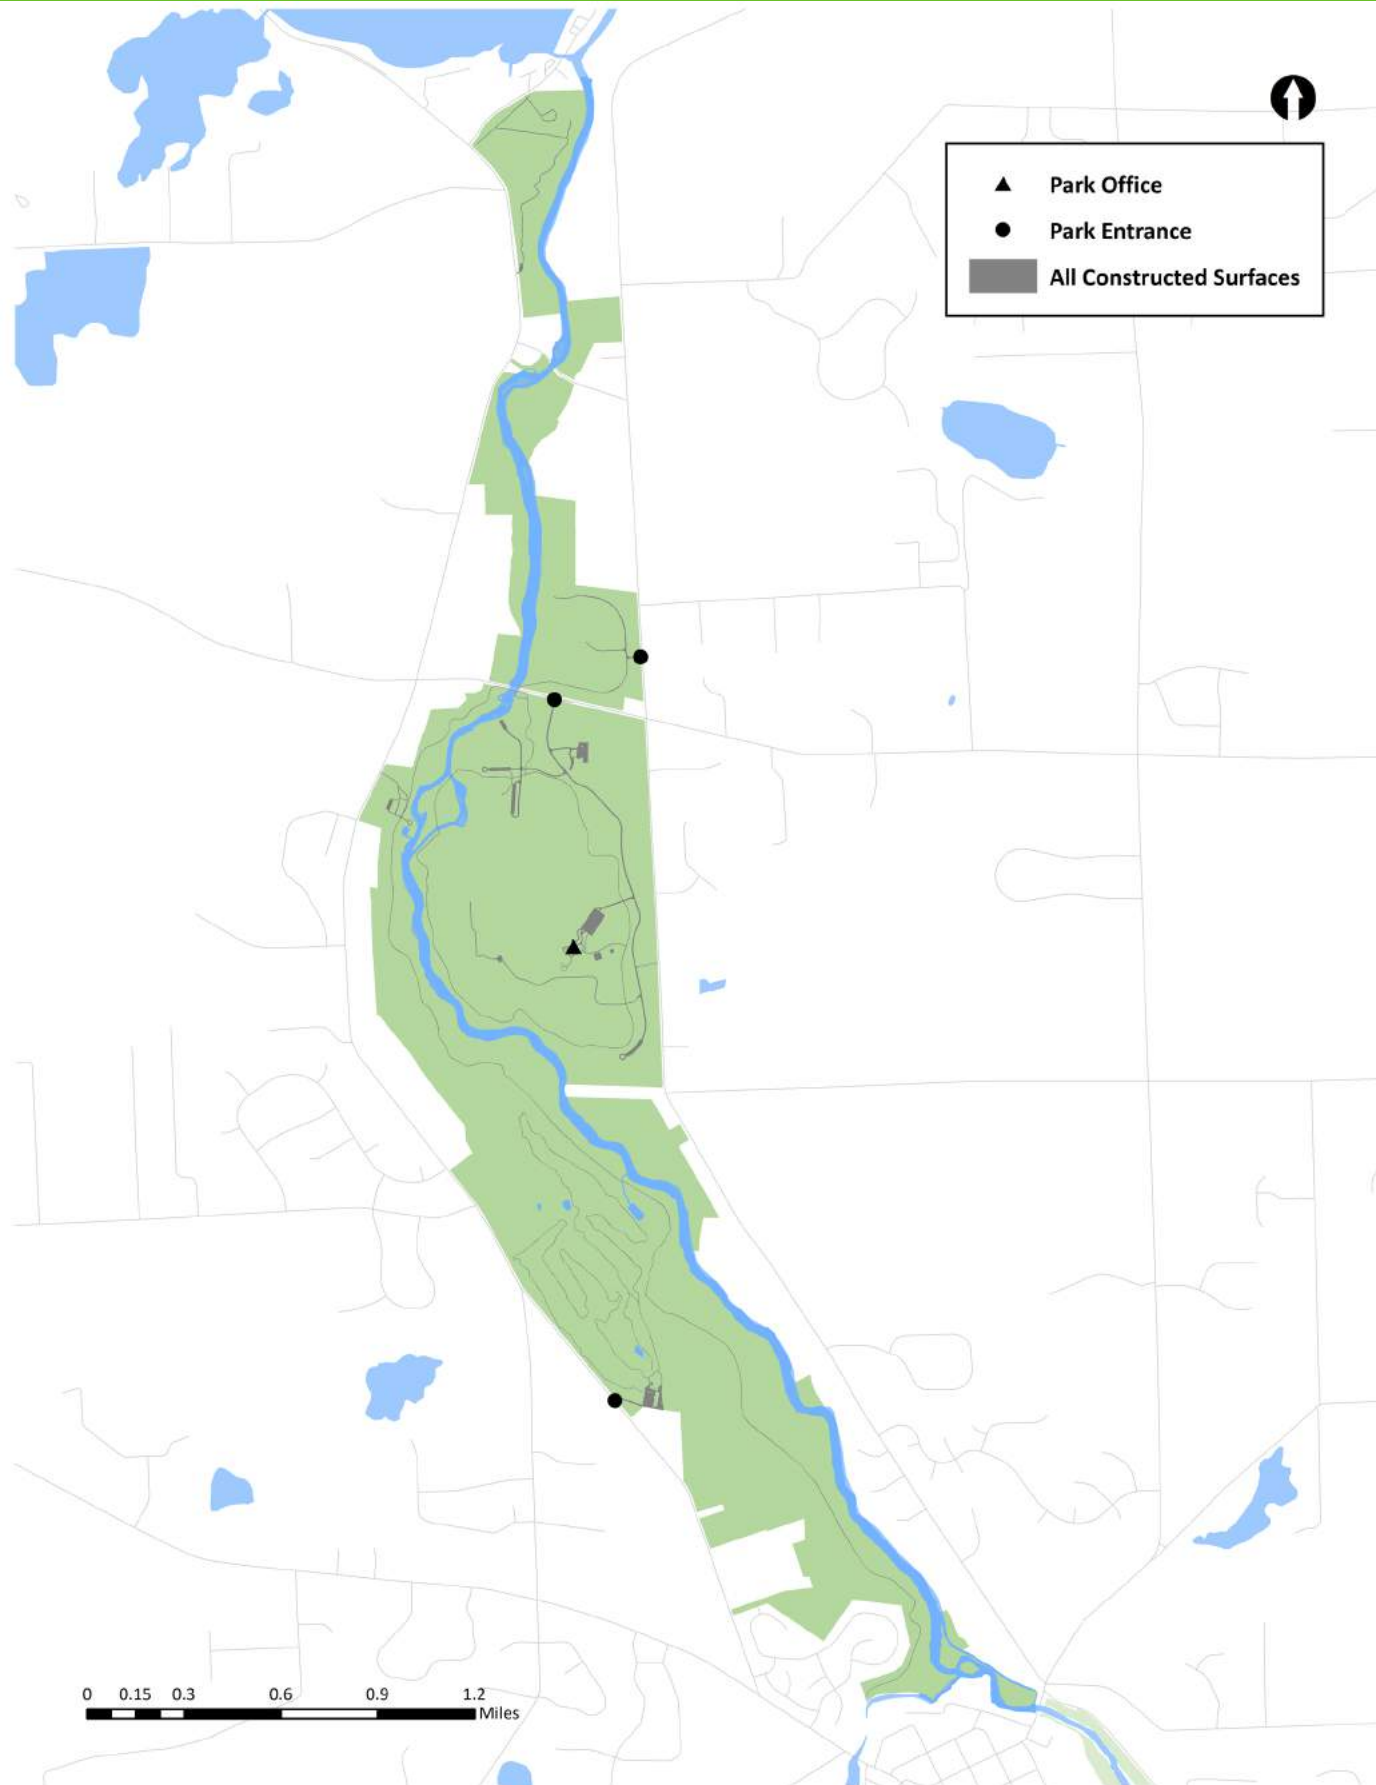 Park Office
Park Entrance
All Constructed Surfaces
0 0.15 0.3 0.6 0.9 1.2
Miles